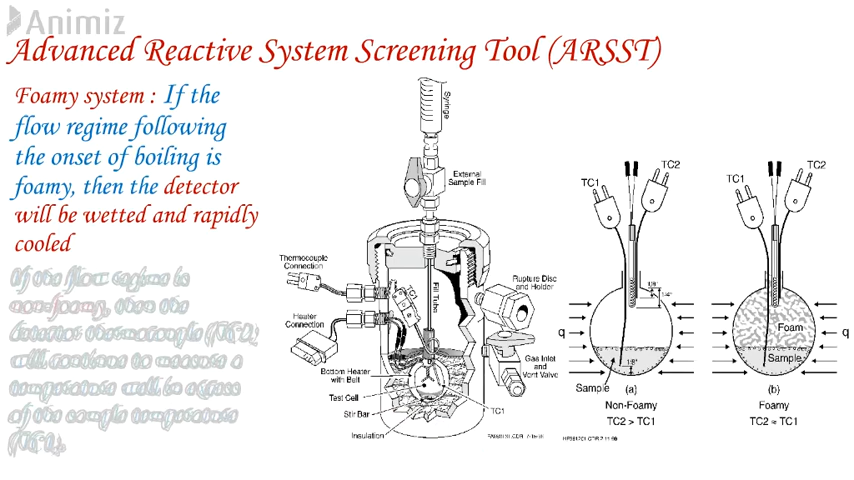 Animiz
Advanced Reactive System Screening Tool (ARSST)
Foamy system : If the
flow regime following
the onset of boiling is
foamy, then the detector
will be wetted and rapidly
cooled
If the flow regime is
non-foamy, then the
detector thermocouple (TC2)
will continue to measure a
temperature well in excess
of the sample temperature
(TC1).
Syringe
External
Sample Fill
Thermocouple
Connection
Heater
Connection
TC1
Fill Tube
Rupture Disc
and Holder
Gas Inlet
and Vent Valve
Bottom Heater
with Belt
Test Cell
Stir Bar
Insulation
TC1
TC1
TC2
1/4"
q
1/8"
Sample
(a)
Non-Foamy
TC2 > TC1
TC1
TC2
Foam
Sample
q
(b)
Foamy
TC2 ≈ TC1